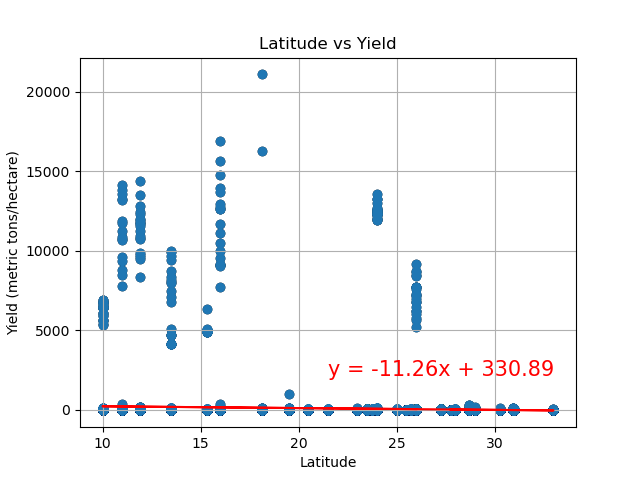 Latitude vs Yield
Yield (metric tons/hectare)
20000
15000
10000
5000
0
y = -11.26x + 330.89
10 15 20 25 30
Latitude